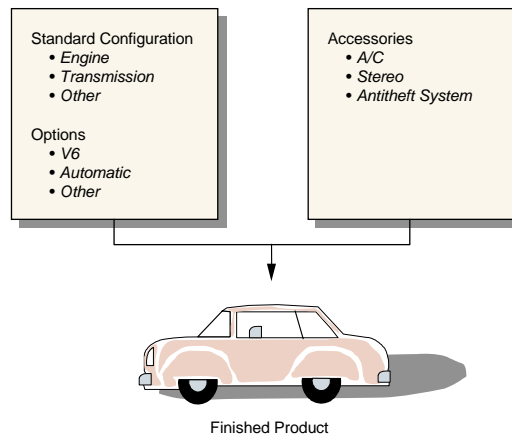 Standard Configuration
• Engine
• Transmission
• Other
Options
• V6
• Automatic
• Other
Accessories
• A/C
• Stereo
• Antitheft System
Finished Product